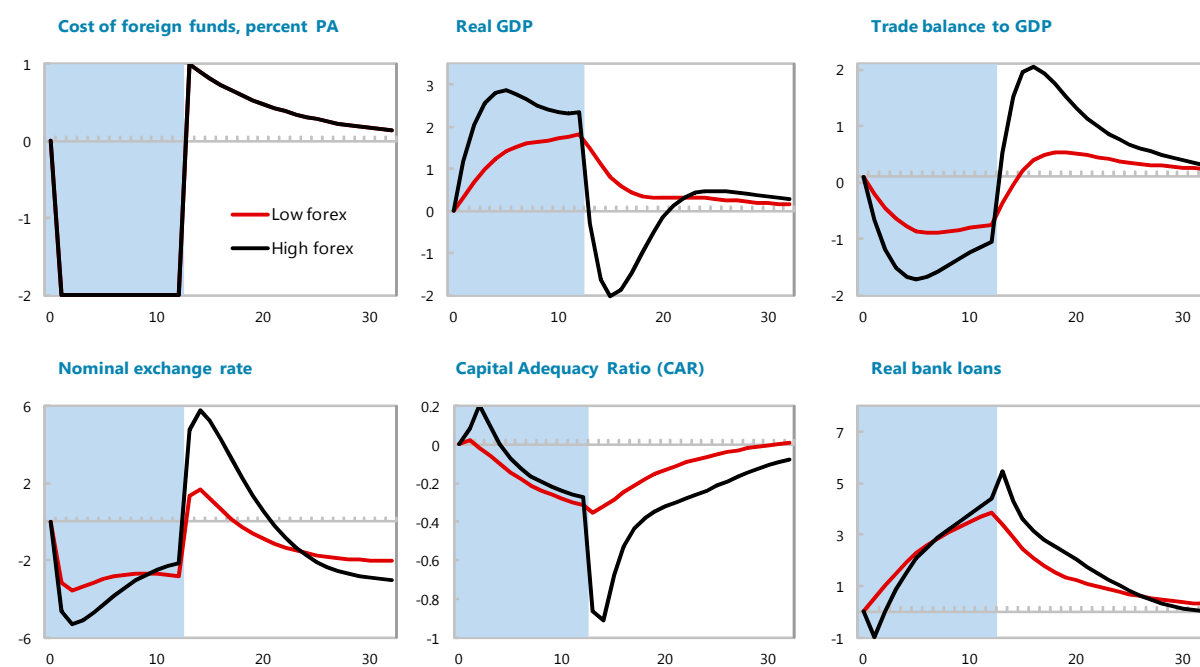 Cost of foreign funds, percent PA
1
0
-1
-2
0 10 20 30
Low forex
High forex
Real GDP
3
2
1
0
-1
-2
0 10 20 30
Trade balance to GDP
2
1
0
-1
-2
0 10 20 30
Nominal exchange rate
6
2
-2
-6
0 10 20 30
Capital Adequacy Ratio (CAR)
0.2
0
-0.2
-0.4
-0.6
-0.8
-1
0 10 20 30
Real bank loans
7
5
3
1
-1
0 10 20 30